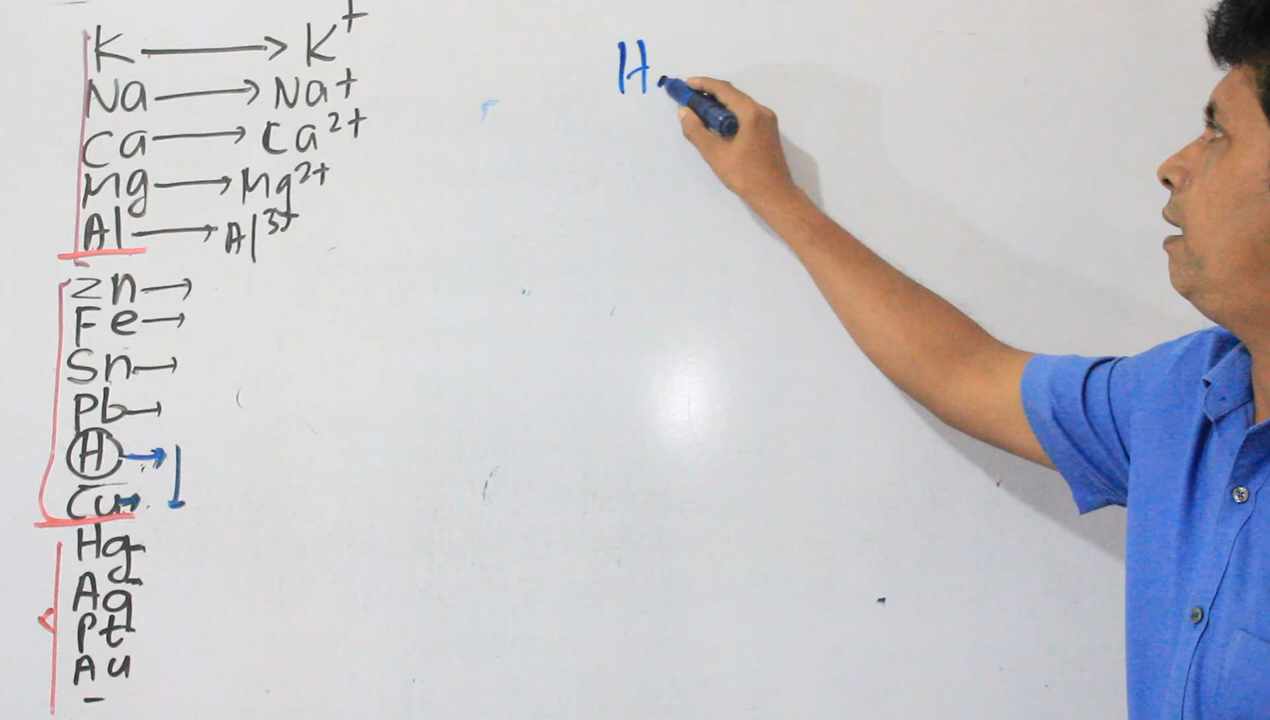 K → K+
Na → Na+
Ca → Ca2+
Mg → Mg2+
Al → Al3+
Zn →
Fe →
Sn →
Pb →
H →
Cu →
Hg
Ag
Pt
Au
H